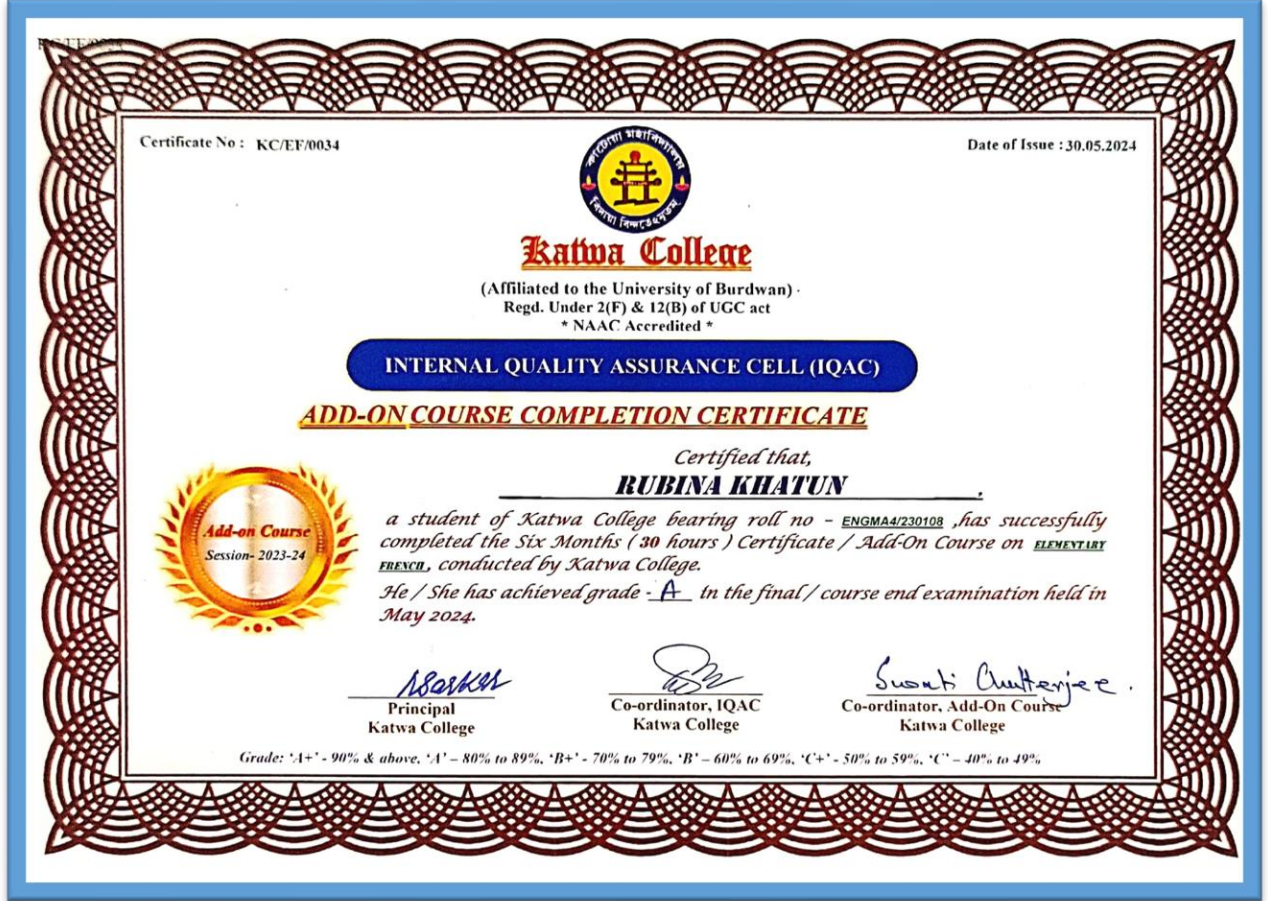 Certificate No : KC/EF/0034
Date of Issue : 30.05.2024
কাটোয়া মহাবিদ্যালয়
Katwa College
(Affiliated to the University of Burdwan)
Regd. Under 2(F) & 12(B) of UGC act
* NAAC Accredited *
INTERNAL QUALITY ASSURANCE CELL (IQAC)
ADD-ON COURSE COMPLETION CERTIFICATE
Certified that,
RUBINA KHATUN
Add-on Course
Session- 2023-24
a student of Katwa College bearing roll no - ENGMA4/230108 ,has successfully
completed the Six Months ( 30 hours ) Certificate / Add-On Course on ELEMENTARY
FRENCH, conducted by Katwa College.
He / She has achieved grade - A in the final / course end examination held in
May 2024.
Principal
Katwa College
Co-ordinator, IQAC
Katwa College
Chatterjee.
Co-ordinator, Add-On Course
Katwa College
Grade: 'A+' - 90% & above, 'A' – 80% to 89%, 'B+' - 70% to 79%, 'B' – 60% to 69%, 'C+' - 50% to 59%, 'C' – 40% to 49%